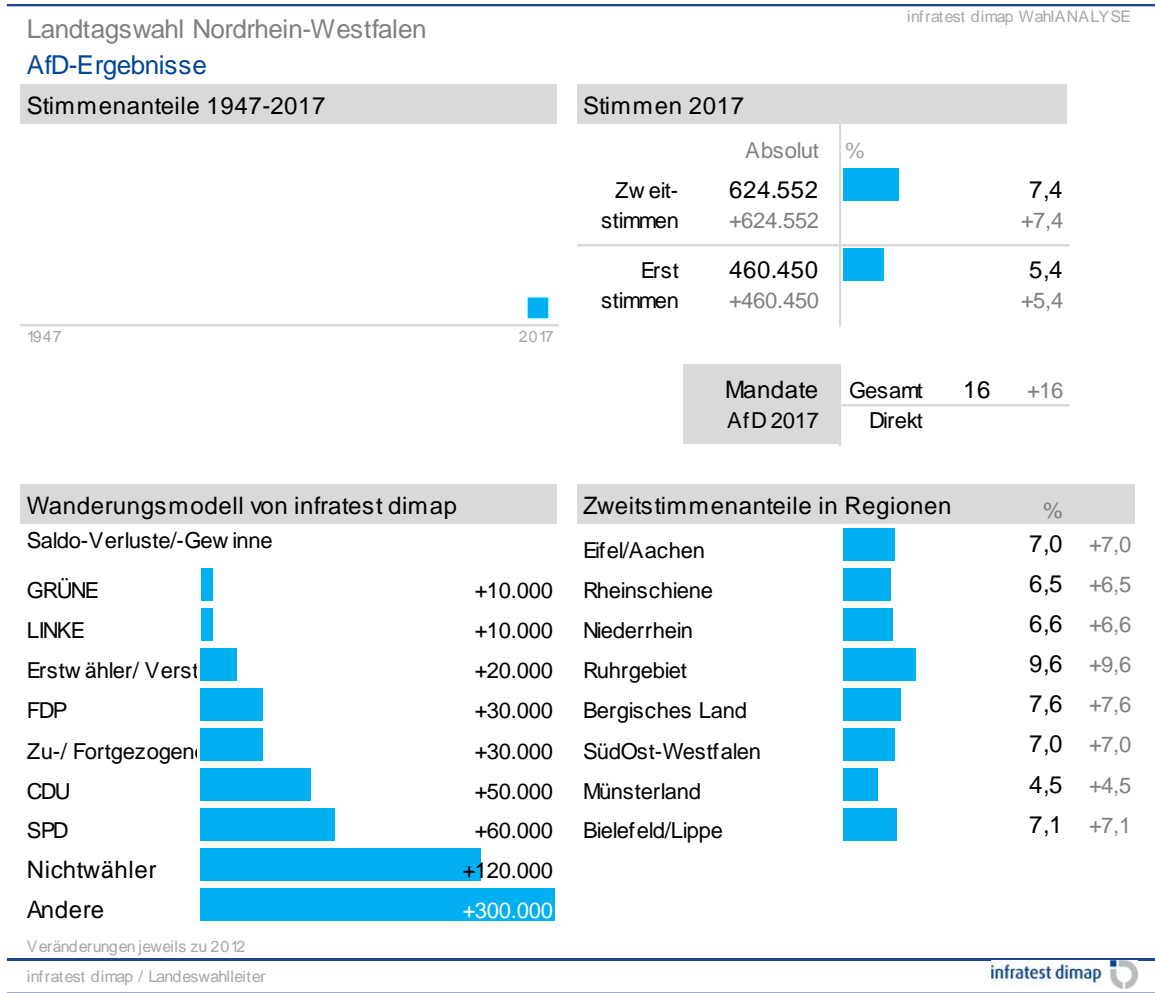 infratest dimap WahlANALYSE
Landtagswahl Nordrhein-Westfalen
AfD-Ergebnisse
Stimmenanteile 1947-2017
1947 2017
Stimmen 2017
Absolut %
Zweit- 624.552 7,4
stimmen +624.552 +7,4
Erst 460.450 5,4
stimmen +460.450 +5,4
Mandate Gesamt 16 +16
AfD 2017 Direkt
Wanderungsmodell von infratest dimap
Saldo-Verluste/-Gewinne
GRÜNE +10.000
LINKE +10.000
Erstwähler/ Verst +20.000
FDP +30.000
Zu-/ Fortgezogene +30.000
CDU +50.000
SPD +60.000
Nichtwähler +120.000
Andere +300.000
Zweitstimmenanteile in Regionen %
Eifel/Aachen 7,0 +7,0
Rheinschiene 6,5 +6,5
Niederrhein 6,6 +6,6
Ruhrgebiet 9,6 +9,6
Bergisches Land 7,6 +7,6
SüdOst-Westfalen 7,0 +7,0
Münsterland 4,5 +4,5
Bielefeld/Lippe 7,1 +7,1
Veränderungen jeweils zu 2012
infratest dimap / Landeswahlleiter
infratest dimap